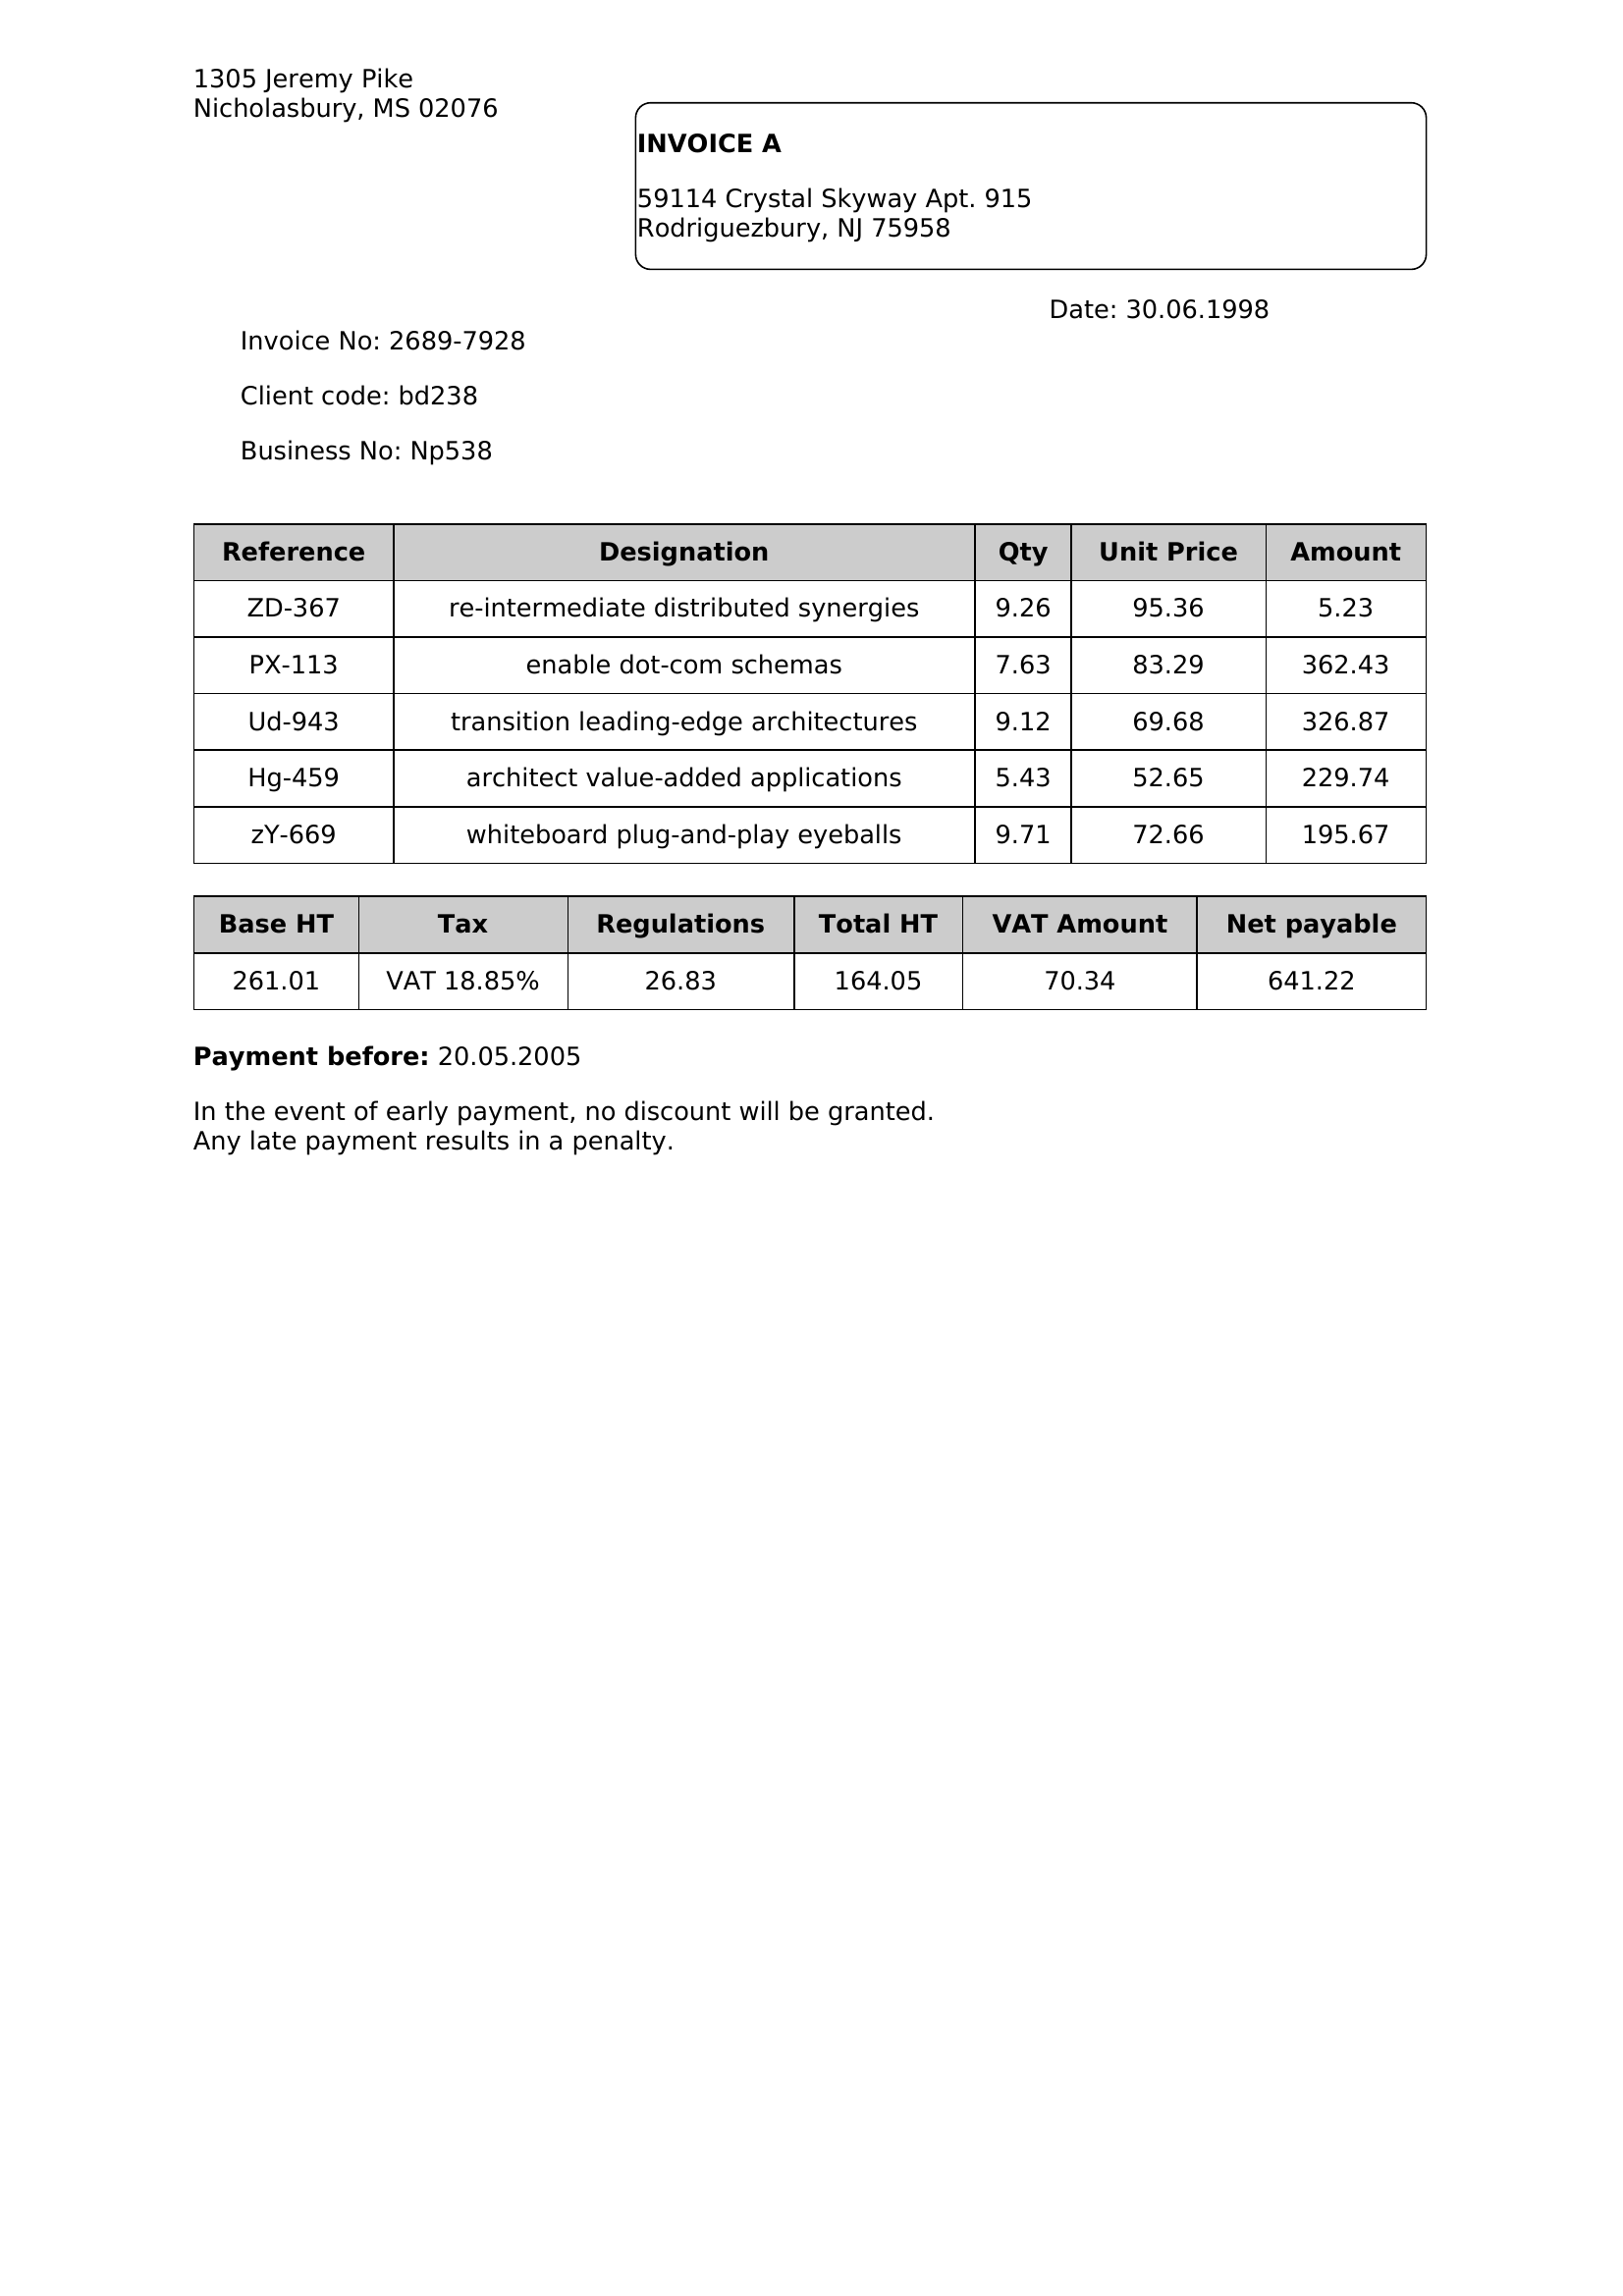 1305 Jeremy Pike
Nicholasbury, MS 02076
INVOICE A
59114 Crystal Skyway Apt. 915
Rodriguezbury, NJ 75958
Date: 30.06.1998
Invoice No: 2689-7928
Client code: bd238
Business No: Np538
Reference Designation Qty Unit Price Amount
ZD-367 re-intermediate distributed synergies 9.26 95.36 5.23
PX-113 enable dot-com schemas 7.63 83.29 362.43
Ud-943 transition leading-edge architectures 9.12 69.68 326.87
Hg-459 architect value-added applications 5.43 52.65 229.74
zY-669 whiteboard plug-and-play eyeballs 9.71 72.66 195.67
Base HT Tax Regulations Total HT VAT Amount Net payable
261.01 VAT 18.85% 26.83 164.05 70.34 641.22
Payment before: 20.05.2005
In the event of early payment, no discount will be granted.
Any late payment results in a penalty.